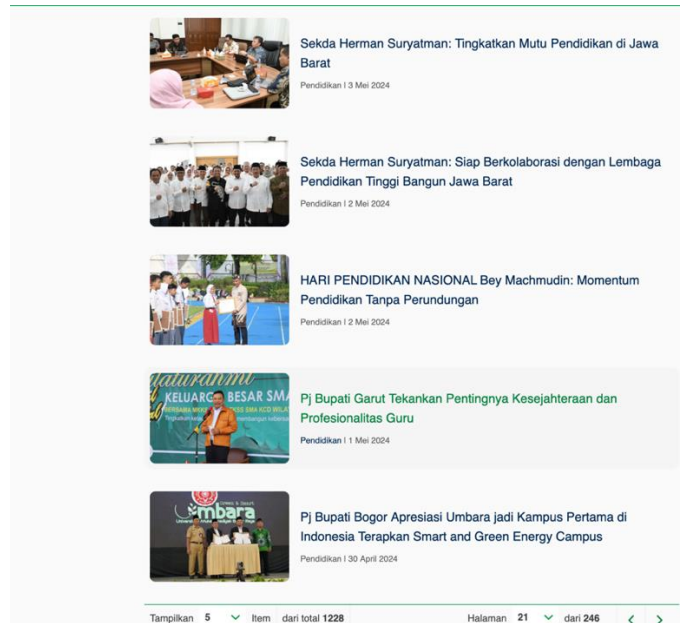 Sekda Herman Suryatman: Tingkatkan Mutu Pendidikan di Jawa
Barat
Pendidikan | 3 Mei 2024
Sekda Herman Suryatman: Siap Berkolaborasi dengan Lembaga
Pendidikan Tinggi Bangun Jawa Barat
Pendidikan | 2 Mei 2024
HARI PENDIDIKAN NASIONAL Bey Machmudin: Momentum
Pendidikan Tanpa Perundungan
Pendidikan | 2 Mei 2024
KELUARGA BESAR SMA
Pj Bupati Garut Tekankan Pentingnya Kesejahteraan dan
Profesionalitas Guru
Pendidikan | 1 Mei 2024
Green & Smart
Umbara
Pj Bupati Bogor Apresiasi Umbara jadi Kampus Pertama di
Indonesia Terapkan Smart and Green Energy Campus
Pendidikan | 30 April 2024
Tampilkan 5 Item dari total 1228 Halaman 21 dari 246